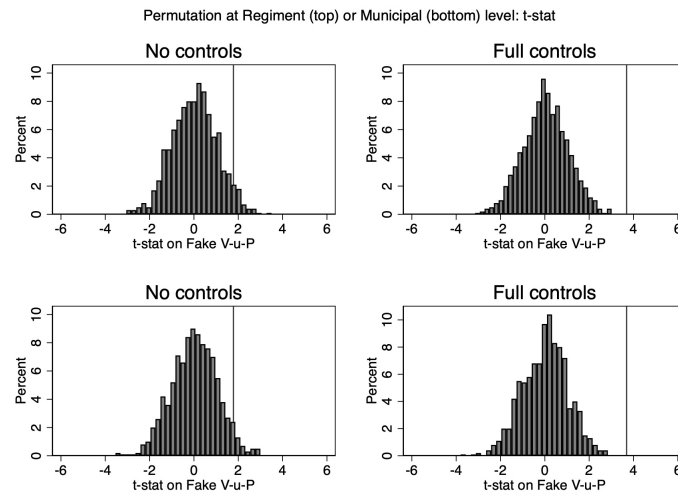 Permutation at Regiment (top) or Municipal (bottom) level: t-stat
No controls
Percent
10
8
6
4
2
0
-6 -4 -2 0 2 4 6
t-stat on Fake V-u-P
Full controls
Percent
10
8
6
4
2
0
-6 -4 -2 0 2 4 6
t-stat on Fake V-u-P
No controls
Percent
10
8
6
4
2
0
-6 -4 -2 0 2 4 6
t-stat on Fake V-u-P
Full controls
Percent
10
8
6
4
2
0
-6 -4 -2 0 2 4 6
t-stat on Fake V-u-P